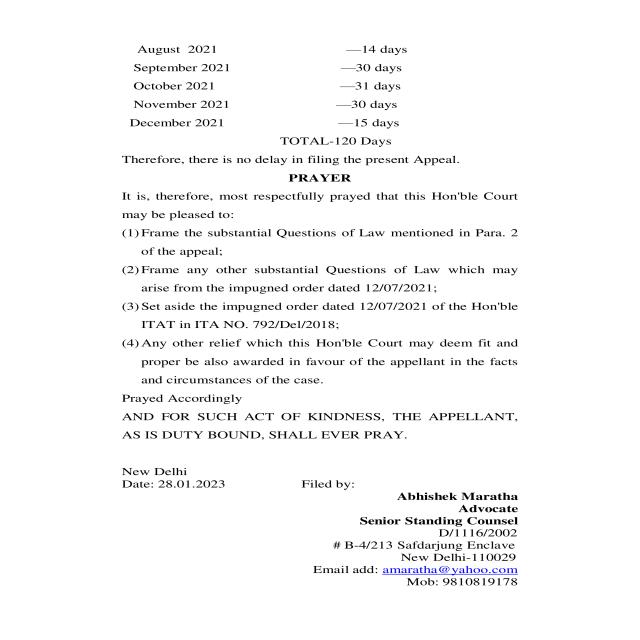 August 2021 —14 days
September 2021 —30 days
October 2021 —31 days
November 2021 —30 days
December 2021 —15 days
TOTAL-120 Days
Therefore, there is no delay in filing the present Appeal.
PRAYER
It is, therefore, most respectfully prayed that this Hon'ble Court
may be pleased to:
(1) Frame the substantial Questions of Law mentioned in Para. 2
of the appeal;
(2) Frame any other substantial Questions of Law which may
arise from the impugned order dated 12/07/2021;
(3) Set aside the impugned order dated 12/07/2021 of the Hon'ble
ITAT in ITA NO. 792/Del/2018;
(4) Any other relief which this Hon'ble Court may deem fit and
proper be also awarded in favour of the appellant in the facts
and circumstances of the case.
Prayed Accordingly
AND FOR SUCH ACT OF KINDNESS, THE APPELLANT,
AS IS DUTY BOUND, SHALL EVER PRAY.
New Delhi
Date: 28.01.2023 Filed by:
Abhishek Maratha
Advocate
Senior Standing Counsel
D/1116/2002
# B-4/213 Safdarjung Enclave
New Delhi-110029
Email add: amaratha@yahoo.com
Mob: 9810819178